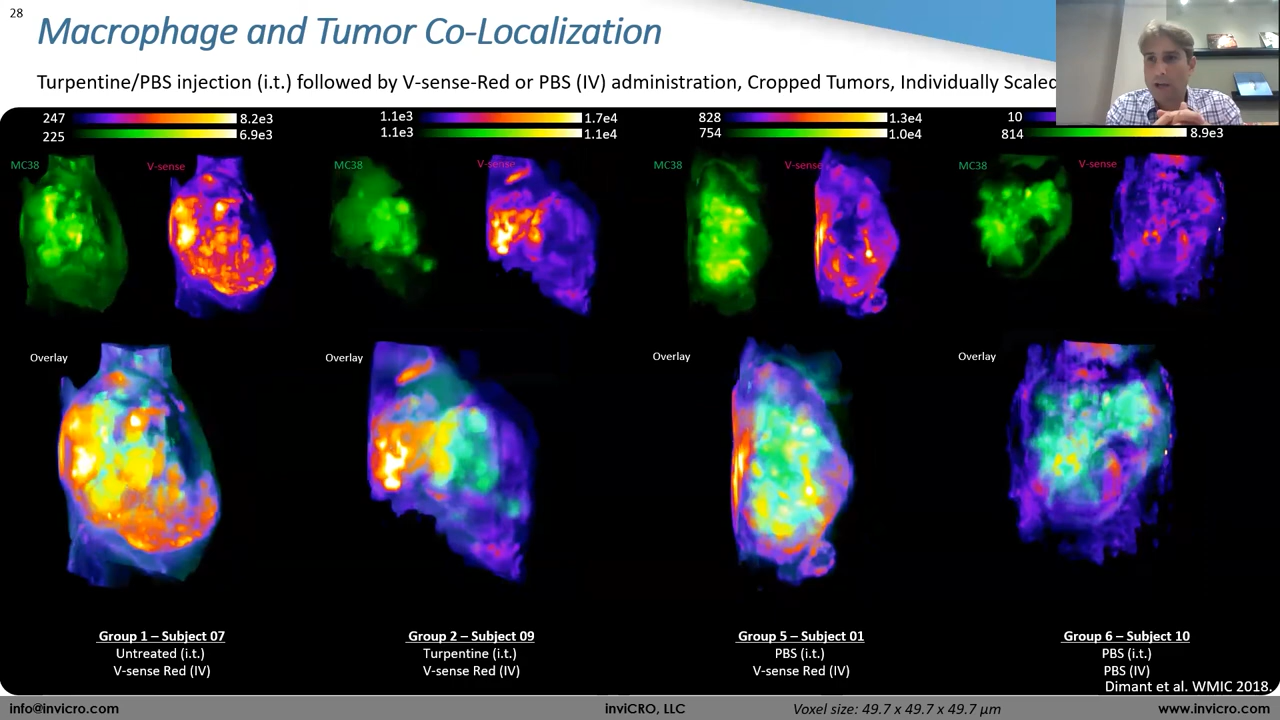 28
Macrophage and Tumor Co-Localization
Turpentine/PBS injection (i.t.) followed by V-sense-Red or PBS (IV) administration, Cropped Tumors, Individually Scaled
247 8.2e3
225 6.9e3
1.1e3 1.7e4
1.1e3 1.1e4
828 1.3e4
754 1.0e4
10
814 8.9e3
MC38 V-sense
MC38 V-sense
MC38 V-sense
MC38 V-sense
Overlay
Overlay
Overlay
Overlay
Group 1 – Subject 07
Untreated (i.t.)
V-sense Red (IV)
Group 2 – Subject 09
Turpentine (i.t.)
V-sense Red (IV)
Group 5 – Subject 01
PBS (i.t.)
V-sense Red (IV)
Group 6 – Subject 10
PBS (i.t.)
PBS (IV)
Dimant et al. WMIC 2018.
info@invicro.com
inviCRO, LLC
Voxel size: 49.7 x 49.7 x 49.7 µm
www.invicro.com